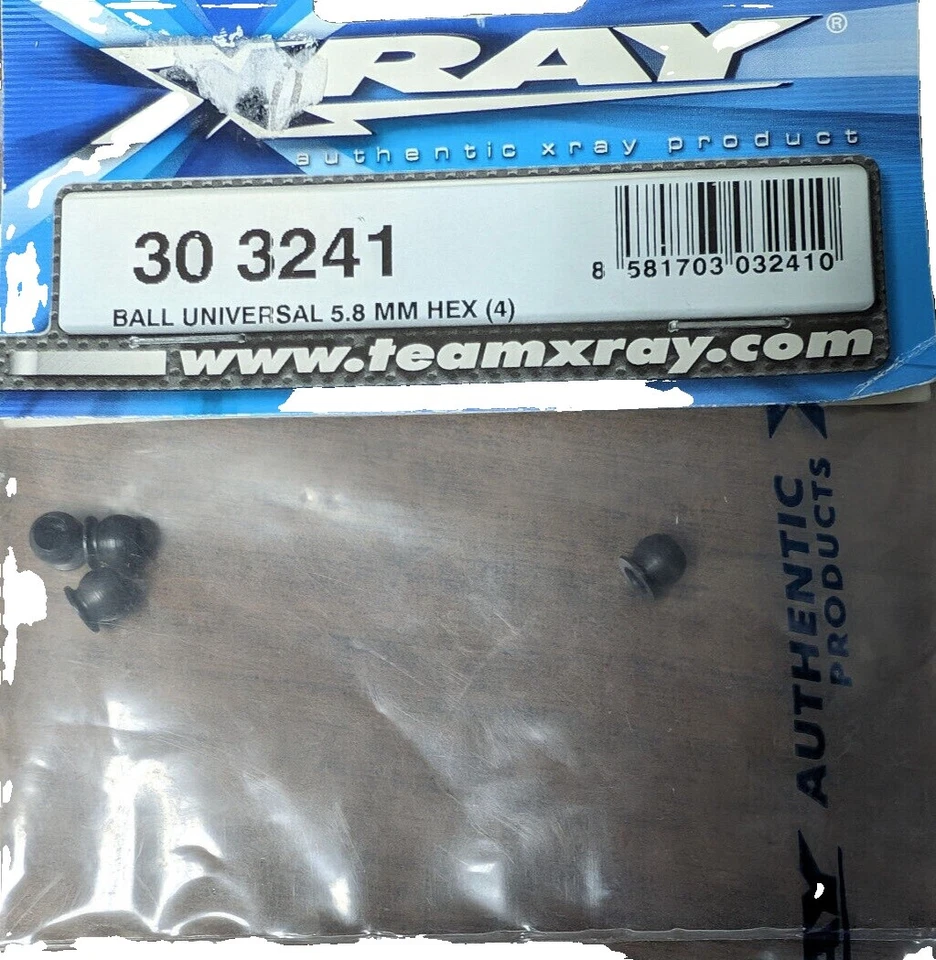 XRAY®
authentic xray product
30 3241
8 581703 032410
BALL UNIVERSAL 5.8 MM HEX (4)
www.teamxray.com
AUTHENTIC
PRODUCTS